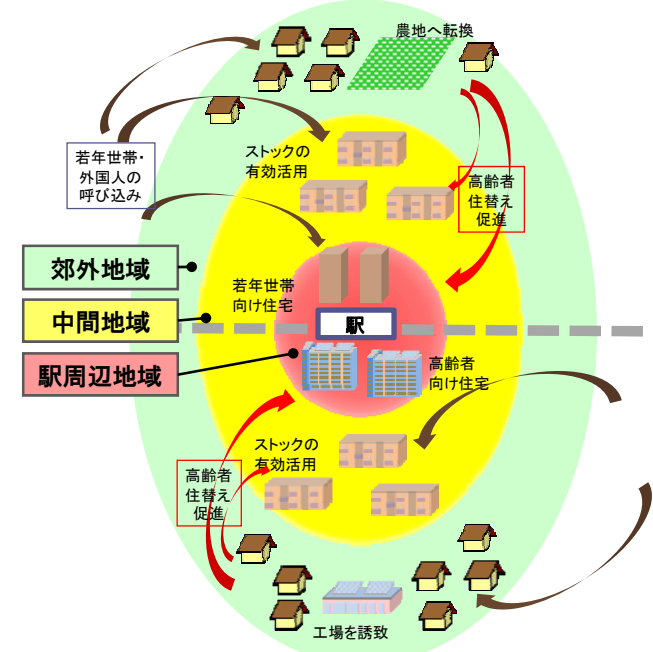 農地へ転換
若年世帯・
外国人の
呼び込み
ストックの
有効活用
高齢者
住替え
促進
郊外地域
中間地域
駅周辺地域
若年世帯
向け住宅
駅
高齢者
向け住宅
ストックの
有効活用
高齢者
住替え
促進
工場を誘致